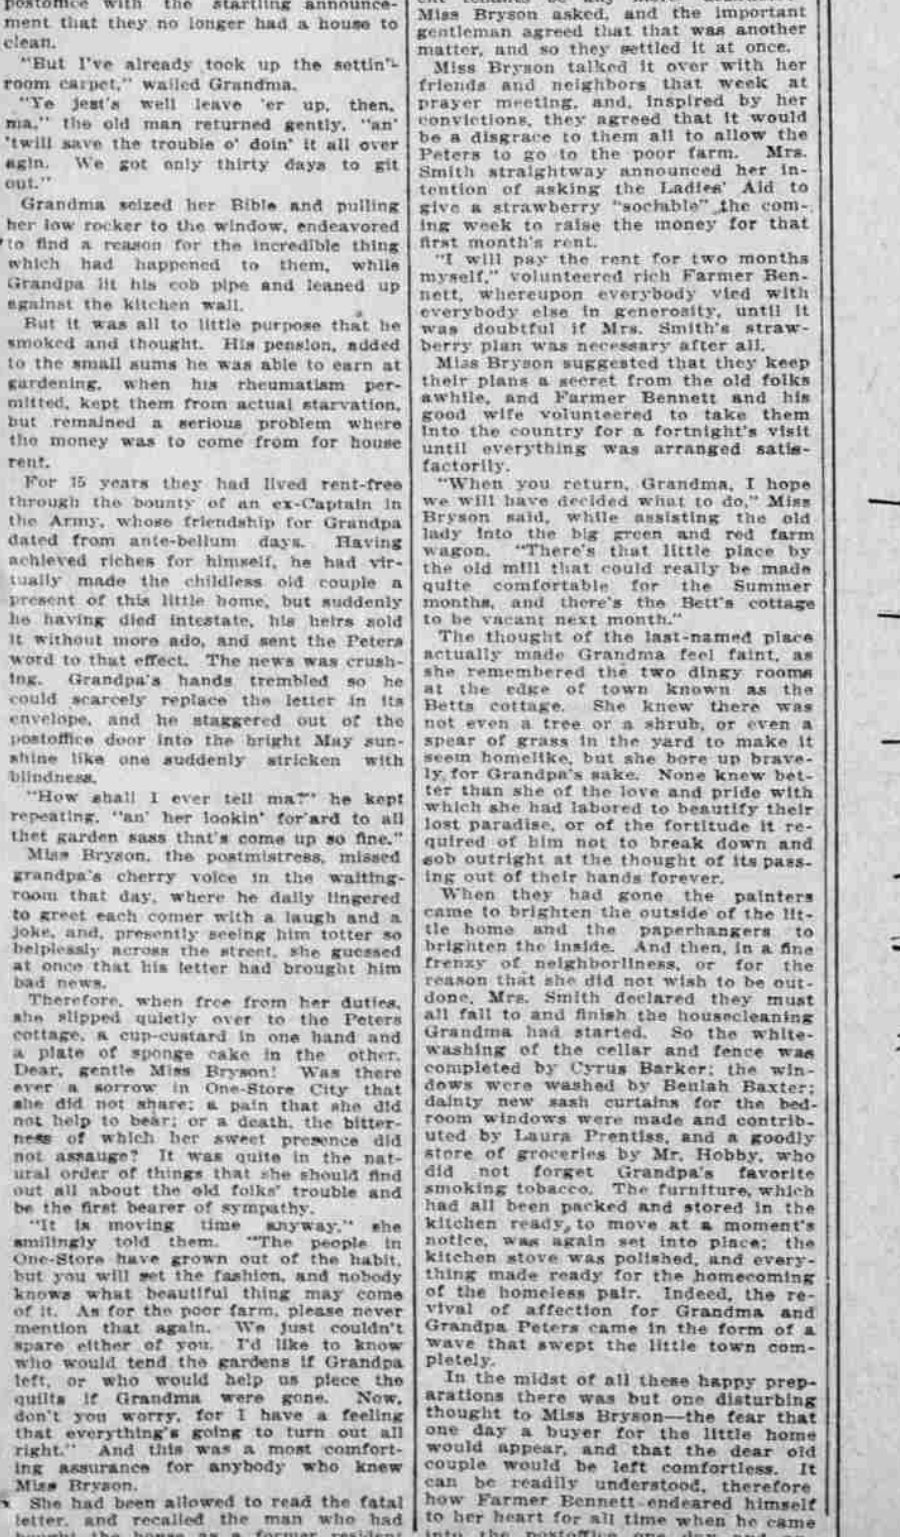 postoffice with the startling announce-
ment that they no longer had a house to
clean.
"But I've already took up the settin'-
room carpet," wailed Grandma.
"Ye jest's well leave 'er up, then,
ma," the old man returned gently, "an'
'twill save the trouble o' doin' it all over
agin. We got only thirty days to git
out."
Grandma seized her Bible and pulling
her low rocker to the window, endeavored
to find a reason for the incredible thing
which had happened to them, while
Grandpa lit his cob pipe and leaned up
against the kitchen wall.
But it was all to little purpose that he
smoked and thought. His pension, added
to the small sums he was able to earn at
gardening, when his rheumatism per-
mitted, kept them from actual starvation,
but remained a serious problem where
the money was to come from for house
rent.
For 15 years they had lived rent-free
through the bounty of an ex-Captain in
the Army, whose friendship for Grandpa
dated from ante-bellum days. Having
achieved riches for himself, he had vir-
tually made the childless old couple a
present of this little home, but suddenly
he having died intestate, his heirs sold
it without more ado, and sent the Peters
word to that effect. The news was crush-
ing. Grandpa's hands trembled so he
could scarcely replace the letter in its
envelope, and he staggered out of the
postoffice door into the bright May sun-
shine like one suddenly stricken with
blindness.
"How shall I ever tell ma?" he kept
repeating, "an' her lookin' for'ard to all
thet garden sass that's come up so fine."
Miss Bryson, the postmistress, missed
grandpa's cherry voice in the waiting-
room that day, where he daily lingered
to greet each comer with a laugh and a
joke, and, presently seeing him totter so
helplessly across the street, she guessed
at once that his letter had brought him
bad news.
Therefore, when free from her duties,
she slipped quietly over to the Peters
cottage, a cup-custard in one hand and
a plate of sponge cake in the other.
Dear, gentle Miss Bryson! Was there
ever a sorrow in One-Store City that
she did not share; a pain that she did
not help to bear; or a death, the bitter-
ness of which her sweet presence did
not assauge? It was quite in the nat-
ural order of things that she should find
out all about the old folks' trouble and
be the first bearer of sympathy.
"It is moving time anyway," she
smilingly told them. "The people in
One-Store have grown out of the habit,
but you will set the fashion, and nobody
knows what beautiful thing may come
of it. As for the poor farm, please never
mention that again. We just couldn't
spare either of you. I'd like to know
who would tend the gardens if Grandpa
left, or who would help us piece the
quilts if Grandma were gone. Now,
don't you worry, for I have a feeling
that everything's going to turn out all
right." And this was a most comfort-
ing assurance for anybody who knew
Miss Bryson.
She had been allowed to read the fatal
letter, and recalled the man who had
bought the house as a former resident
Miss Bryson asked, and the important
gentleman agreed that that was another
matter, and so they settled it at once.
Miss Bryson talked it over with her
friends and neighbors that week at
prayer meeting, and, inspired by her
convictions, they agreed that it would
be a disgrace to them all to allow the
Peters to go to the poor farm. Mrs.
Smith straightway announced her in-
tention of asking the Ladies' Aid to
give a strawberry "sociable" the com-
ing week to raise the money for that
first month's rent.
"I will pay the rent for two months
myself," volunteered rich Farmer Ben-
nett, whereupon everybody vied with
everybody else in generosity, until it
was doubtful if Mrs. Smith's straw-
berry plan was necessary after all.
Miss Bryson suggested that they keep
their plans a secret from the old folks
awhile, and Farmer Bennett and his
good wife volunteered to take them
into the country for a fortnight's visit
until everything was arranged satis-
factorily.
"When you return, Grandma, I hope
we will have decided what to do," Miss
Bryson said, while assisting the old
lady into the big green and red farm
wagon. "There's that little place by
the old mill that could really be made
quite comfortable for the Summer
months, and there's the Bett's cottage
to be vacant next month."
The thought of the last-named place
actually made Grandma feel faint, as
she remembered the two dingy rooms
at the edge of town known as the
Betts cottage. She knew there was
not even a tree or a shrub, or even a
spear of grass in the yard to make it
seem homelike, but she bore up brave-
ly for Grandpa's sake. None knew bet-
ter than she of the love and pride with
which she had labored to beautify their
lost paradise, or of the fortitude it re-
quired of him not to break down and
sob outright at the thought of its pass-
ing out of their hands forever.
When they had gone the painters
came to brighten the outside of the lit-
tle home and the paperhangers to
brighten the inside. And then, in a fine
frenzy of neighborliness, or for the
reason that she did not wish to be out-
done, Mrs. Smith declared they must
all fall to and finish the housecleaning
Grandma had started. So the white-
washing of the cellar and fence was
completed by Cyrus Barker; the win-
dows were washed by Beulah Baxter;
dainty new sash curtains for the bed-
room windows were made and contrib-
uted by Laura Prentiss, and a goodly
store of groceries by Mr. Hobby, who
did not forget Grandpa's favorite
smoking tobacco. The furniture, which
had all been packed and stored in the
kitchen ready to move at a moment's
notice, was again set into place; the
kitchen stove was polished, and every-
thing made ready for the homecoming
of the homeless pair. Indeed, the re-
vival of affection for Grandma and
Grandpa Peters came in the form of a
wave that swept the little town com-
pletely.
In the midst of all these happy prep-
arations there was but one disturbing
thought to Miss Bryson—the fear that
one day a buyer for the little home
would appear, and that the dear old
couple would be left comfortless. It
can be readily understood, therefore
how Farmer Bennett endeared himself
to her heart for all time when he came
into the postoffice one day and